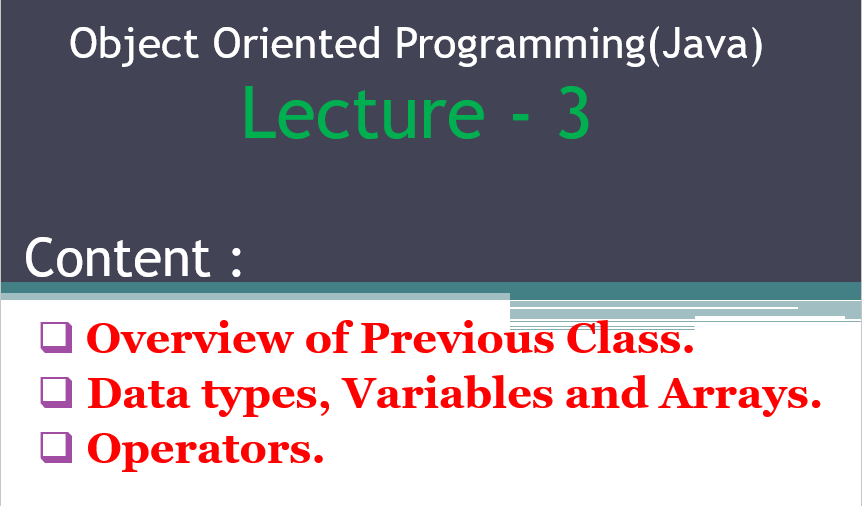 Object Oriented Programming(Java)
Lecture - 3
Content :
Overview of Previous Class.
Data types, Variables and Arrays.
Operators.